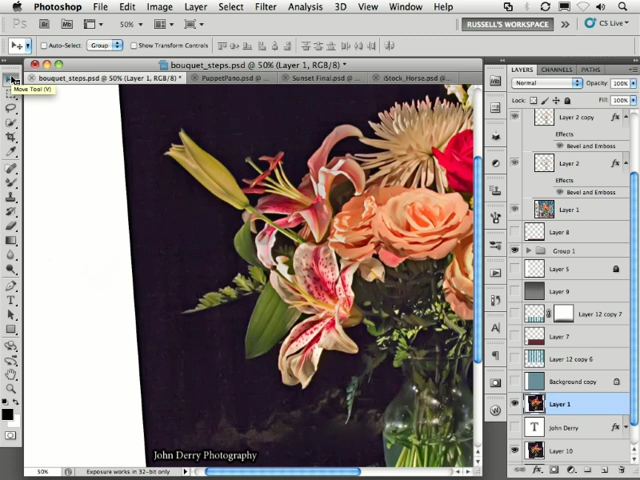 Photoshop File Edit Image Layer Select Filter Analysis 3D View Window Help
Ps 50% RUSSELL'S WORKSPACE CS Live
Auto-Select: Group Show Transform Controls
bouquet_steps.psd @ 50% (Layer 1, RGB/8) *
bouquet_steps.psd @ 50% (Layer 1, RGB/8) * PuppetPano.psd @ ... Sunset Final.psd @ ... iStock_Horse.psd @ ...
Move Tool (V)
LAYERS CHANNELS PATHS
Normal Opacity: 100%
Lock: Fill: 100%
Layer 2 copy fx
Effects
Bevel and Emboss
Layer 2 fx
Effects
Bevel and Emboss
Layer 1
Layer 8
Group 1
Layer 5
Layer 9
Layer 12 copy 7
Layer 7
Layer 12 copy 6
Background copy
Layer 1
T John Derry fx
Layer 10
John Derry Photography
50% Exposure works in 32-bit only